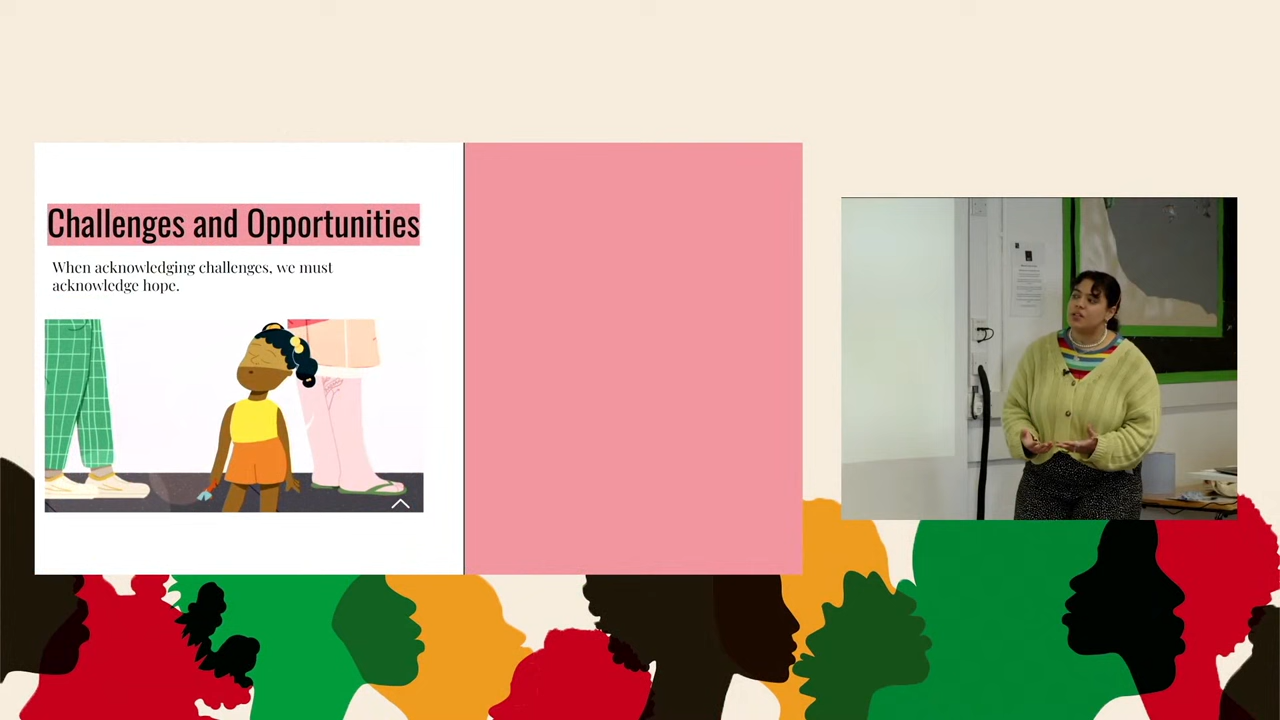 Challenges and Opportunities
When acknowledging challenges, we must
acknowledge hope.